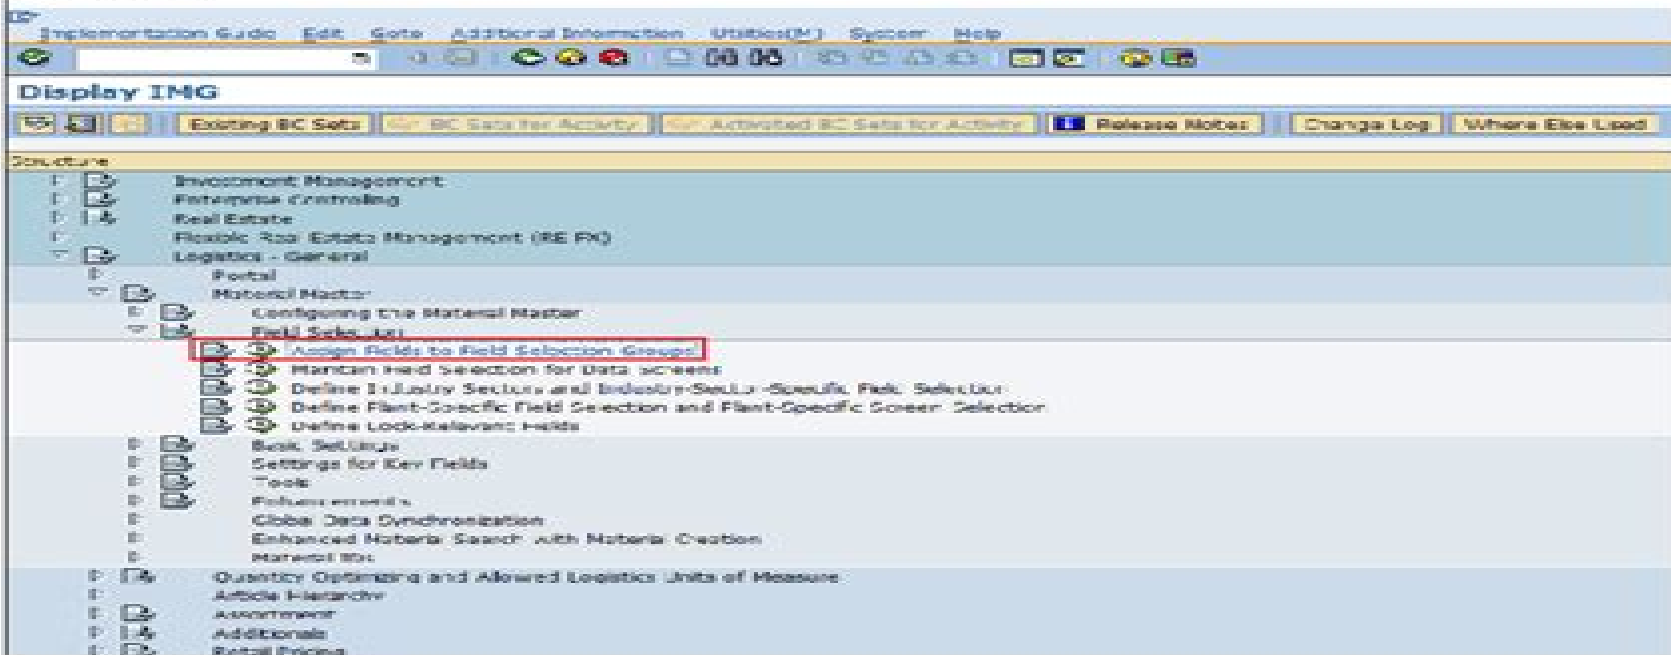 Implementation Guide Edit Goto Additional Information Utilities(M) System Help
Display IMG
Existing BC Sets BC Sets for Activity Activated BC Sets for Activity Release Notes Change Log Where Else Used
Structure
Investment Management
Enterprise Controlling
Real Estate
Flexible Real Estate Management (RE-FX)
Logistics - General
Portal
Material Master
Configuring the Material Master
Field Selection
Assign Fields to Field Selection Groups
Maintain Field Selection for Data Screens
Define Industry Sectors and Industry-Sector-Specific Field Selection
Define Plant-Specific Field Selection and Plant-Specific Screen Selection
Define Lock-Relevant Fields
Basic Settings
Settings for Key Fields
Tools
Enhancements
Global Data Synchronization
Enhanced Material Search with Material Creation
Material
Quantity Optimizing and Allowed Logistics Units of Measure
Article Hierarchy
Assortment
Additionals
Retail Pricing